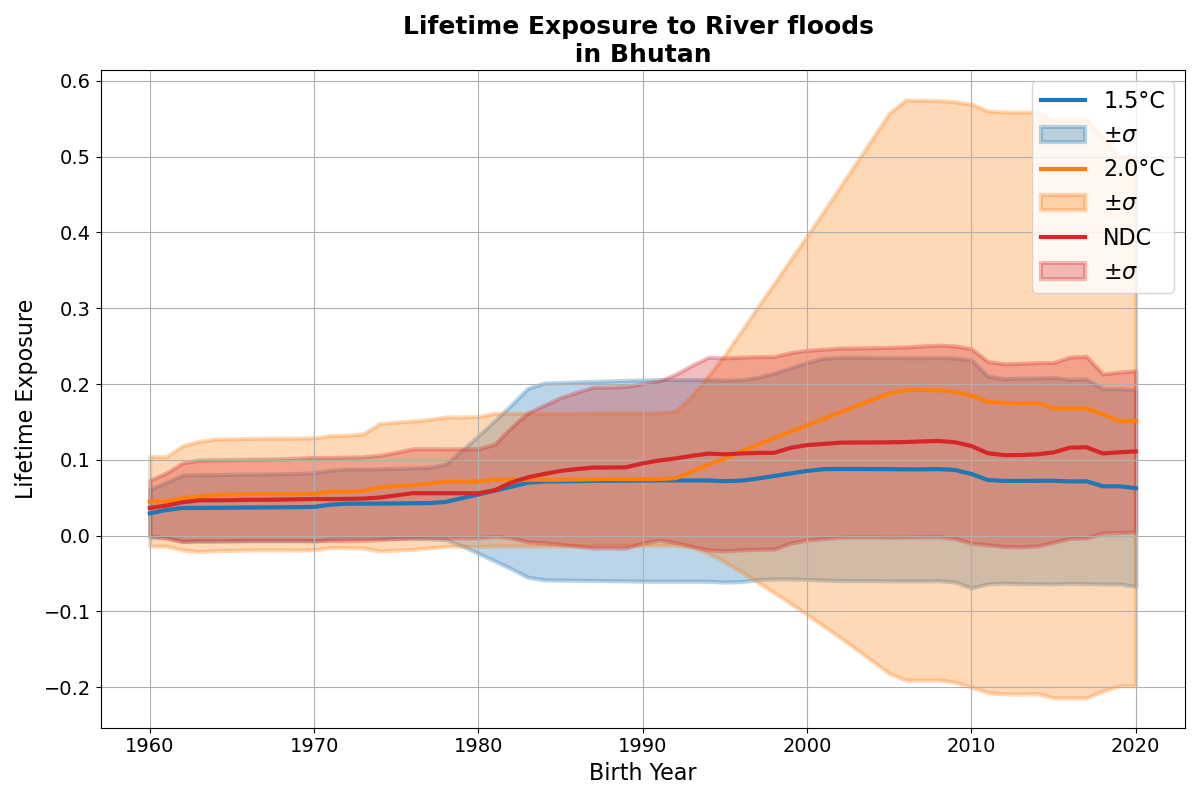 Lifetime Exposure to River floods
in Bhutan
0.6
0.5
0.4
0.3
0.2
0.1
0.0
−0.1
−0.2
Lifetime Exposure
1960
1970
1980
1990
2000
2010
2020
Birth Year
1.5°C
±σ
2.0°C
±σ
NDC
±σ